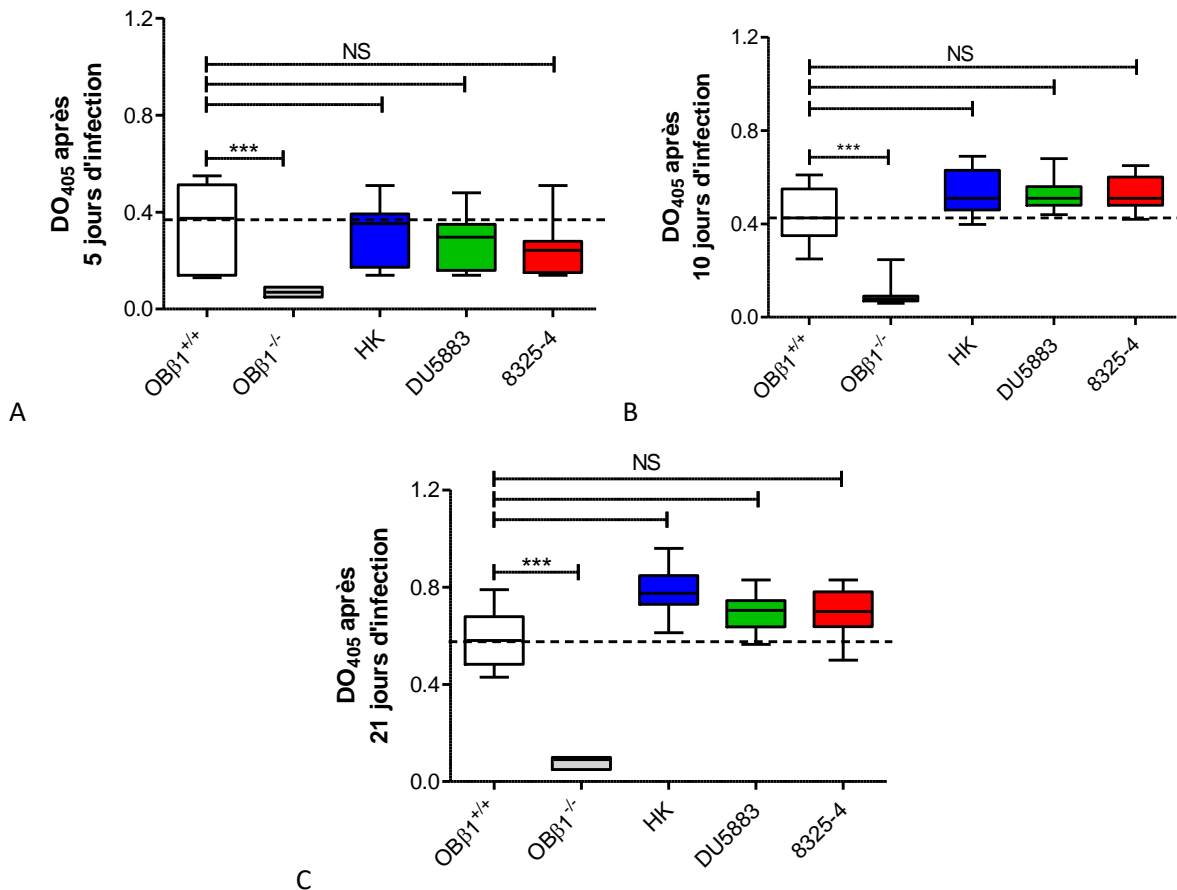 1.2
0.8
0.4
0.0
DO405 après
5 jours d'infection
NS
***
OBβ1+/+
OBβ1-/-
HK
DU5883
8325-4
A
1.2
0.8
0.4
0.0
DO405 après
10 jours d'infection
NS
***
OBβ1+/+
OBβ1-/-
HK
DU5883
8325-4
B
1.2
0.8
0.4
0.0
DO405 après
21 jours d'infection
NS
***
OBβ1+/+
OBβ1-/-
HK
DU5883
8325-4
C